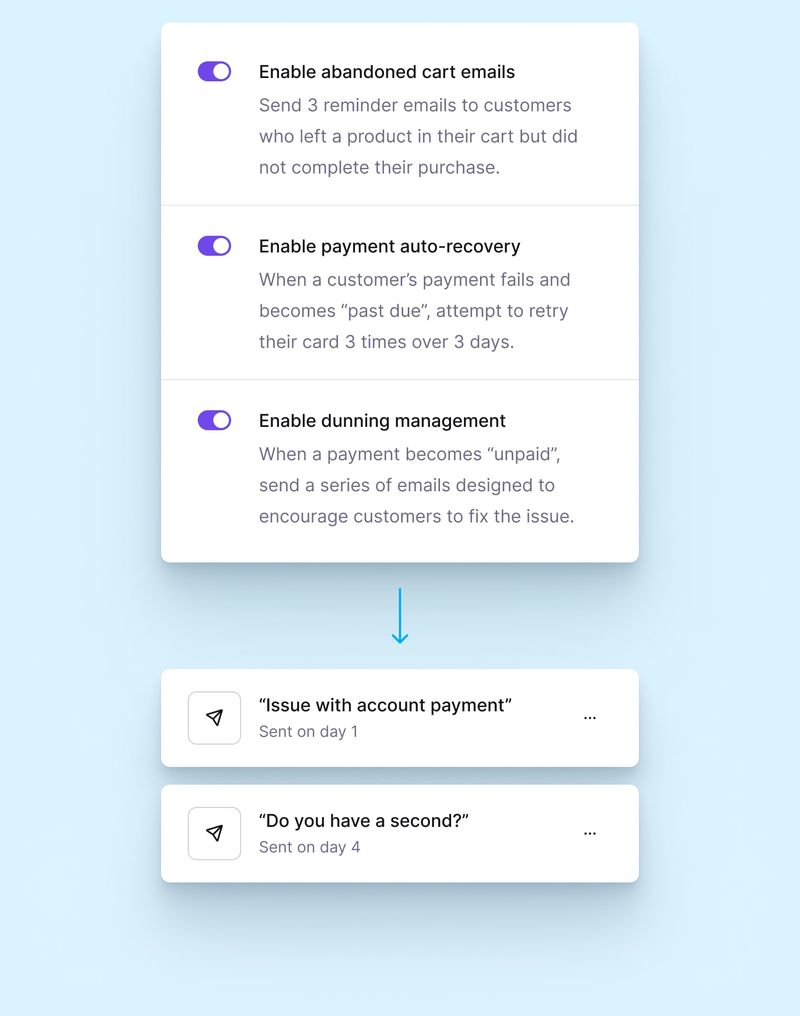 Enable abandoned cart emails
Send 3 reminder emails to customers
who left a product in their cart but did
not complete their purchase.
Enable payment auto-recovery
When a customer’s payment fails and
becomes “past due”, attempt to retry
their card 3 times over 3 days.
Enable dunning management
When a payment becomes “unpaid”,
send a series of emails designed to
encourage customers to fix the issue.
“Issue with account payment”
Sent on day 1
“Do you have a second?”
Sent on day 4